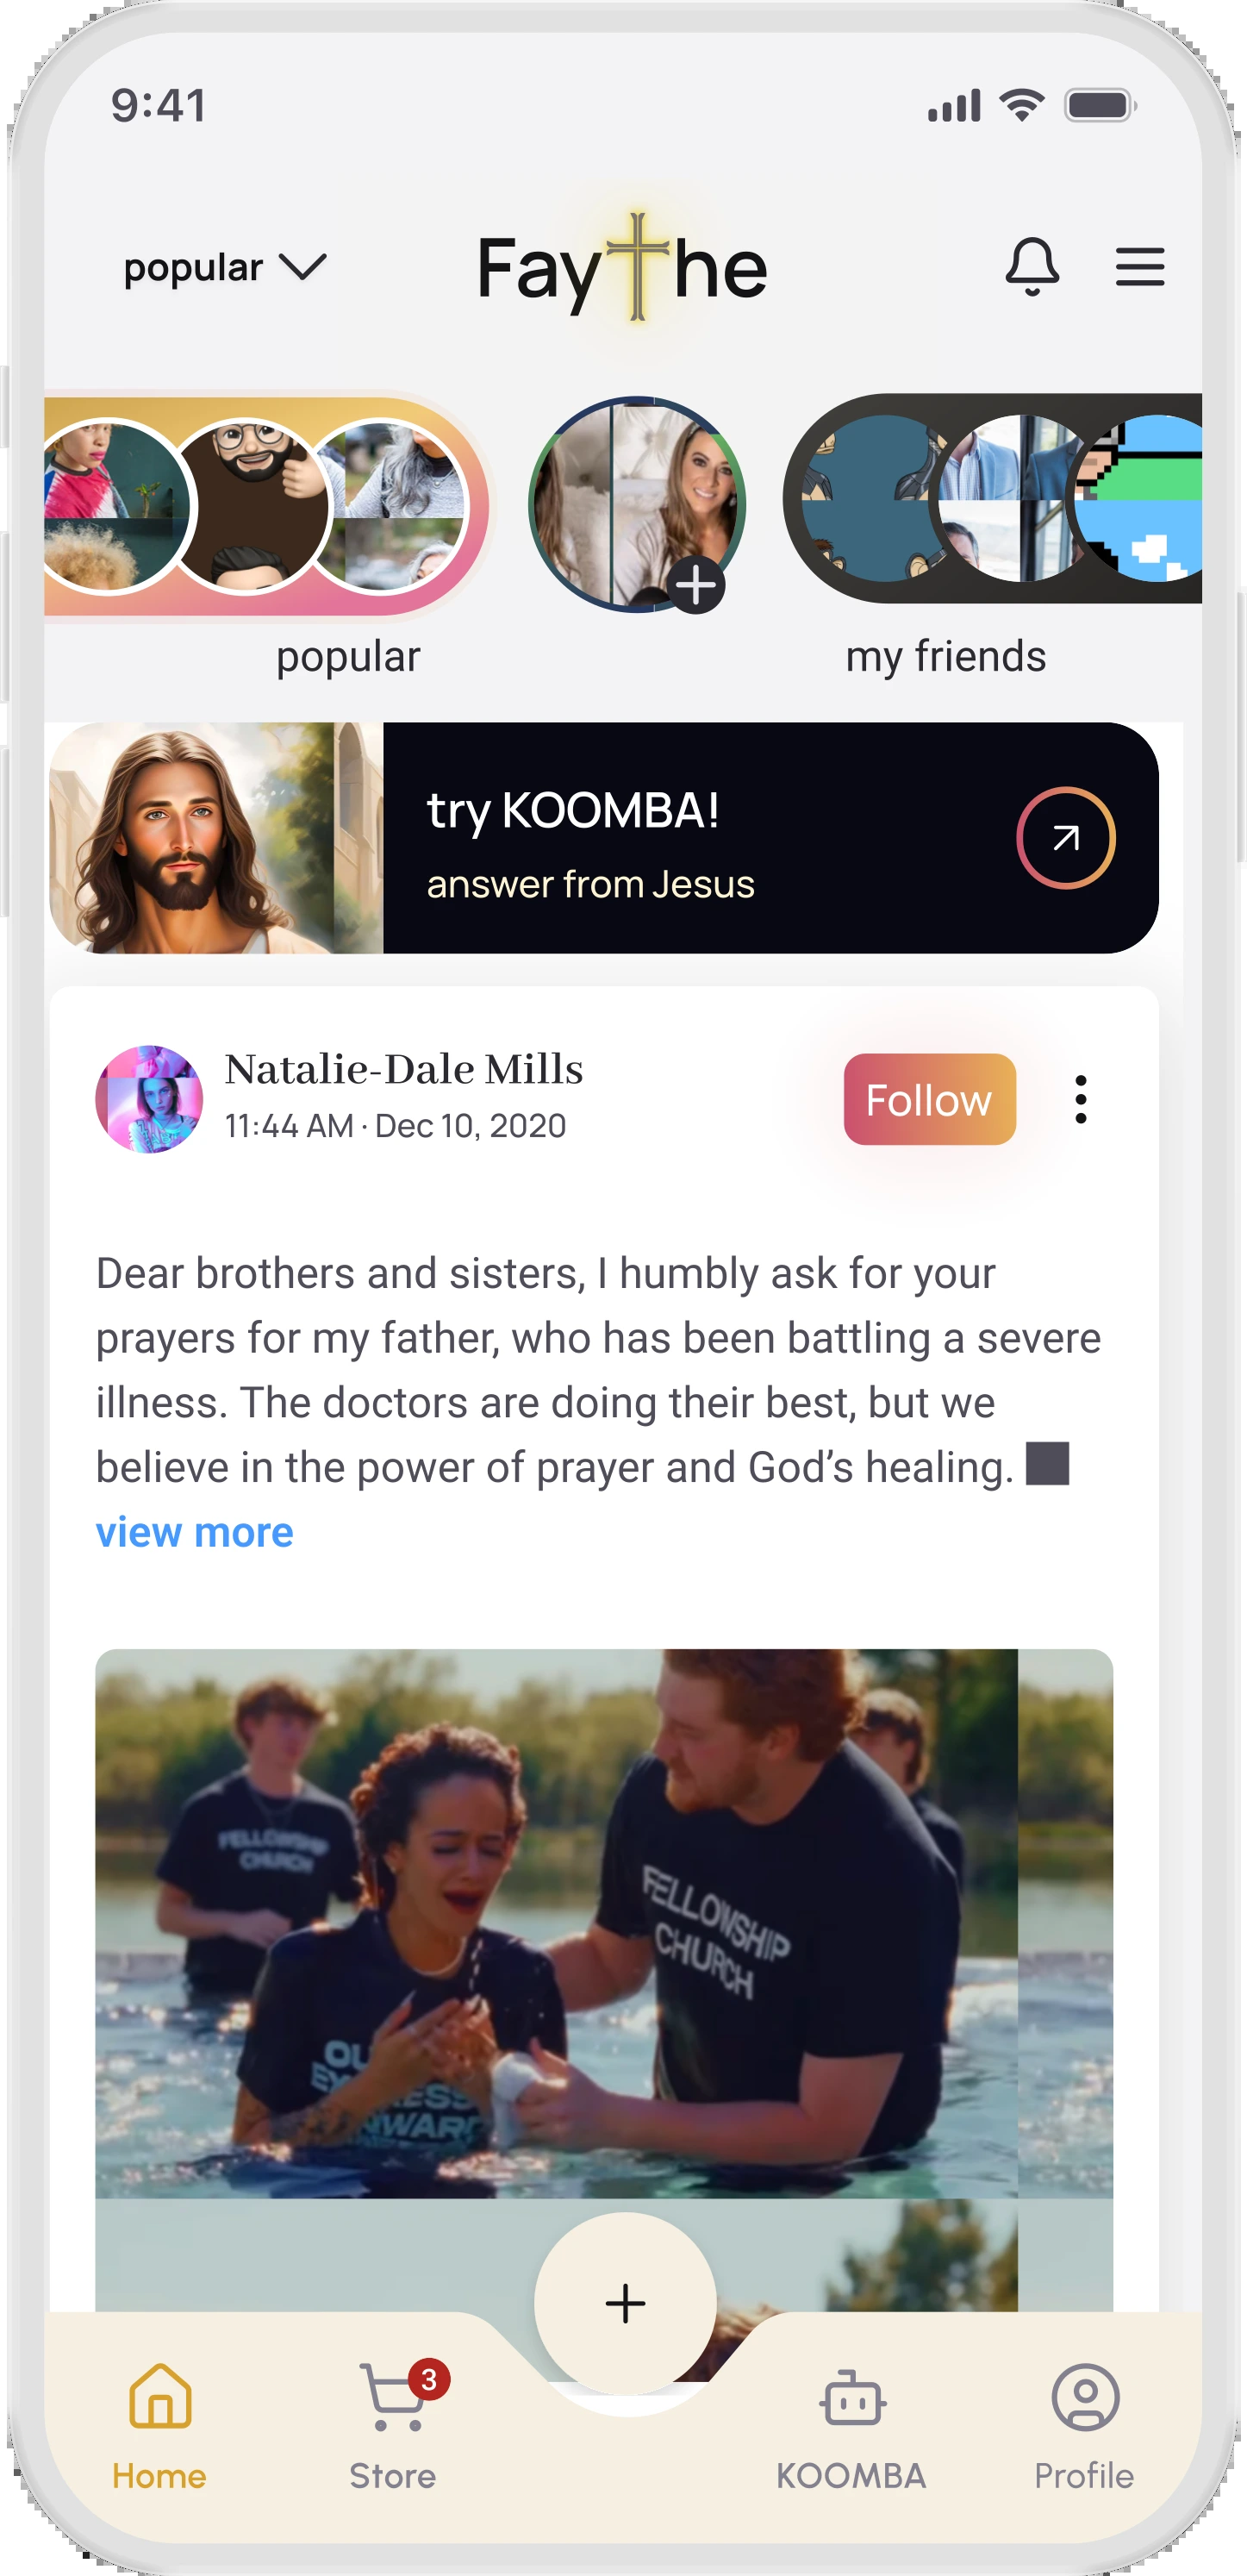 9:41
popular
Fay he
popular
my friends
try KOOMBA!
answer from Jesus
Natalie-Dale Mills
11:44 AM · Dec 10, 2020
Follow
Dear brothers and sisters, I humbly ask for your
prayers for my father, who has been battling a severe
illness. The doctors are doing their best, but we
believe in the power of prayer and God’s healing.
view more
FELLOWSHIP
CHURCH
FELLOWSHIP
CHURCH
3
Home
Store
KOOMBA
Profile